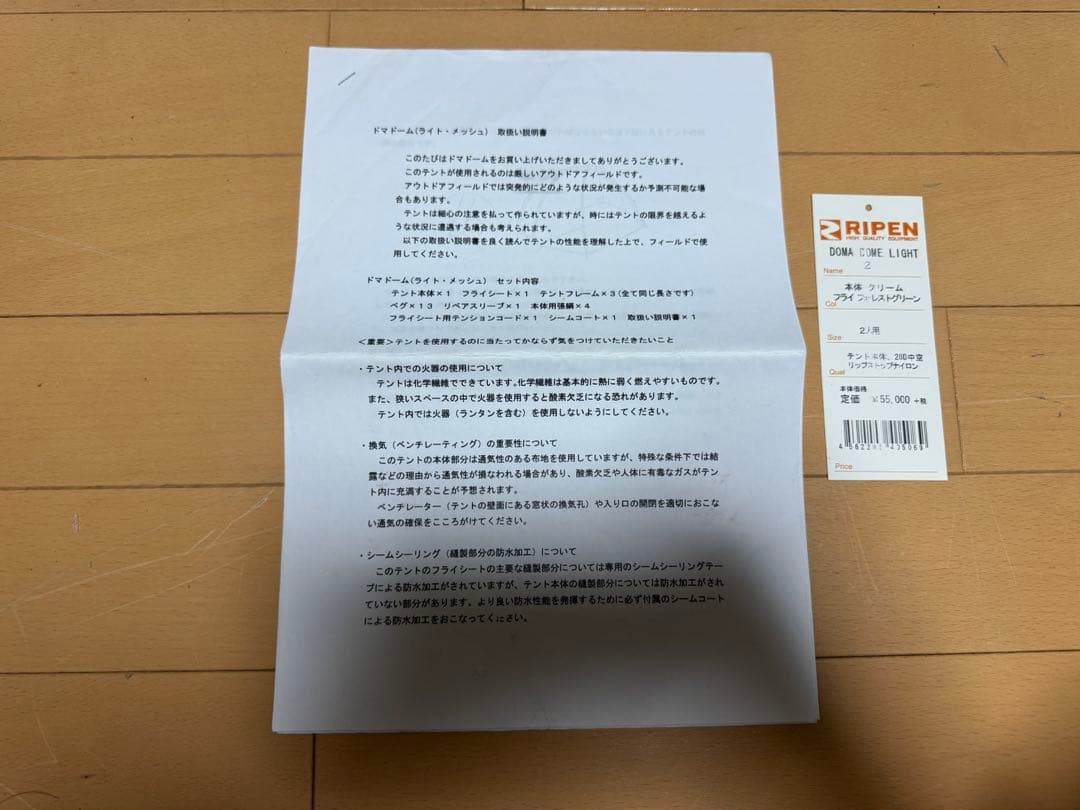 ドマドーム(ライト・メッシュ) 取扱い説明書
このたびはドマドームをお買い上げいただきましてありがとうございます。
このテントが使用されるのは厳しいアウトドアフィールドです。
アウトドアフィールドでは突発的にどのような状況が発生するか予測不可能な場
合もあります。
テントは細心の注意を払って作られていますが、時にはテントの限界を越えるよ
うな状況に遭遇する場合も考えられます。
以下の取扱い説明書を良く読んでテントの性能を理解した上で、フィールドで使
用してください。
ドマドーム(ライト・メッシュ) セット内容
テント本体×1 フライシート×1 テントフレーム×3(全て同じ長さです)
ペグ×13 リペアスリーブ×1 本体用張綱×4
フライシート用テンションコード×1 シームコート×1 取扱い説明書×1
<重要>テントを使用するのに当たってかならず気をつけていただきたいこと
・テント内での火器の使用について
テントは化学繊維でできています。化学繊維は基本的に熱に弱く燃えやすいものです。
また、狭いスペースの中で火器を使用すると酸素欠乏になる恐れがあります。
テント内では火器(ランタンを含む)を使用しないようにしてください。
・換気(ベンチレーティング)の重要性について
このテントの本体部分は通気性のある布地を使用していますが、特殊な条件下では結
露などの理由から通気性が損なわれる場合があり、酸素欠乏や人体に有毒なガスがテン
ト内に充満することが予想されます。
ベンチレーター(テントの壁面にある窓状の換気孔)や入り口の開閉を適切におこな
い通気の確保をこころがけてください。
・シームシーリング(縫製部分の防水加工)について
このテントのフライシートの主要な縫製部分については専用のシームシーリングテー
プによる防水加工がされていますが、テント本体の縫製部分については防水加工がされ
ていない部分があります。より良い防水性能を発揮するために必ず付属のシームコート
による防水加工をおこなってください。
RIPEN
HIGH QUALITY EQUIPMENT
DOMA DOME LIGHT
2
Name
本体 クリーム
フライ フォレストグリーン
Col
2人用
Size
テント本体、28D中空
リップストップナイロン
Qual
本体価格
定価 ¥55,000 +税
Price